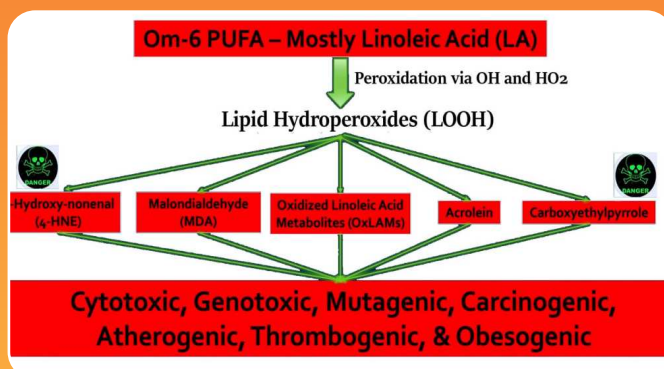 Om-6 PUFA – Mostly Linoleic Acid (LA)
Peroxidation via OH and HO2
Lipid Hydroperoxides (LOOH)
DANGER
DANGER
-Hydroxy-nonenal
(4-HNE)
Malondialdehyde
(MDA)
Oxidized Linoleic Acid
Metabolites (OxLAMs)
Acrolein
Carboxyethylpyrrole
Cytotoxic, Genotoxic, Mutagenic, Carcinogenic,
Atherogenic, Thrombogenic, & Obesogenic